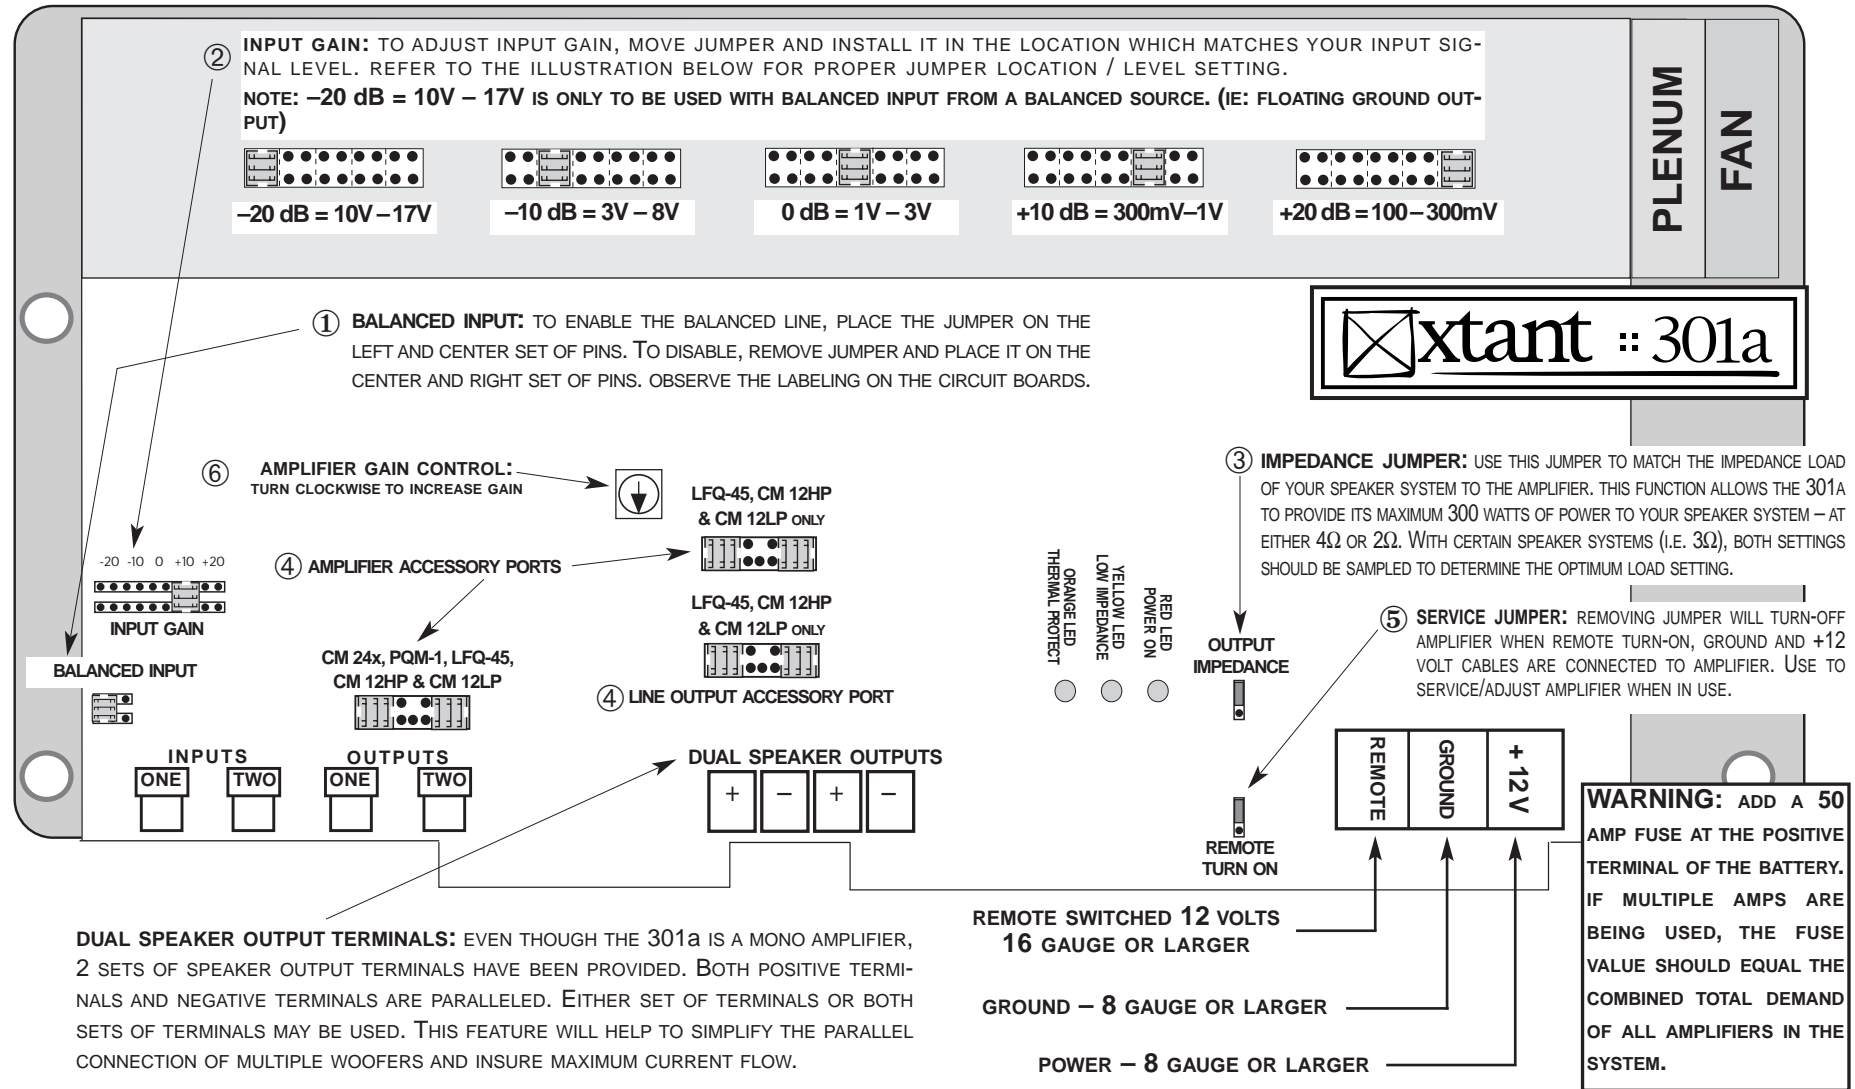 ② INPUT GAIN: TO ADJUST INPUT GAIN, MOVE JUMPER AND INSTALL IT IN THE LOCATION WHICH MATCHES YOUR INPUT SIG-
NAL LEVEL. REFER TO THE ILLUSTRATION BELOW FOR PROPER JUMPER LOCATION / LEVEL SETTING.
NOTE: –20 dB = 10V – 17V IS ONLY TO BE USED WITH BALANCED INPUT FROM A BALANCED SOURCE. (IE: FLOATING GROUND OUT-
PUT)
–20 dB = 10V – 17V
–10 dB = 3V – 8V
0 dB = 1V – 3V
+10 dB = 300mV–1V
+20 dB = 100 – 300mV
PLENUM
FAN
① BALANCED INPUT: TO ENABLE THE BALANCED LINE, PLACE THE JUMPER ON THE
LEFT AND CENTER SET OF PINS. TO DISABLE, REMOVE JUMPER AND PLACE IT ON THE
CENTER AND RIGHT SET OF PINS. OBSERVE THE LABELING ON THE CIRCUIT BOARDS.
xtant :: 301a
⑥ AMPLIFIER GAIN CONTROL:
TURN CLOCKWISE TO INCREASE GAIN
LFQ-45, CM 12HP
& CM 12LP ONLY
③ IMPEDANCE JUMPER: USE THIS JUMPER TO MATCH THE IMPEDANCE LOAD
OF YOUR SPEAKER SYSTEM TO THE AMPLIFIER. THIS FUNCTION ALLOWS THE 301A
TO PROVIDE ITS MAXIMUM 300 WATTS OF POWER TO YOUR SPEAKER SYSTEM – AT
EITHER 4Ω OR 2Ω. WITH CERTAIN SPEAKER SYSTEMS (I.E. 3Ω), BOTH SETTINGS
SHOULD BE SAMPLED TO DETERMINE THE OPTIMUM LOAD SETTING.
④ AMPLIFIER ACCESSORY PORTS
-20 -10 0 +10 +20
INPUT GAIN
BALANCED INPUT
CM 24x, PQM-1, LFQ-45,
CM 12HP & CM 12LP
LFQ-45, CM 12HP
& CM 12LP ONLY
④ LINE OUTPUT ACCESSORY PORT
ORANGE LED
THERMAL PROTECT
YELLOW LED
LOW IMPEDANCE
RED LED
POWER ON
OUTPUT
IMPEDANCE
⑤ SERVICE JUMPER: REMOVING JUMPER WILL TURN-OFF
AMPLIFIER WHEN REMOTE TURN-ON, GROUND AND +12
VOLT CABLES ARE CONNECTED TO AMPLIFIER. USE TO
SERVICE/ADJUST AMPLIFIER WHEN IN USE.
INPUTS
ONE
TWO
OUTPUTS
ONE
TWO
DUAL SPEAKER OUTPUTS
+ – + –
REMOTE
TURN ON
REMOTE
GROUND
+12V
WARNING: ADD A 50
AMP FUSE AT THE POSITIVE
TERMINAL OF THE BATTERY.
IF MULTIPLE AMPS ARE
BEING USED, THE FUSE
VALUE SHOULD EQUAL THE
COMBINED TOTAL DEMAND
OF ALL AMPLIFIERS IN THE
SYSTEM.
DUAL SPEAKER OUTPUT TERMINALS: EVEN THOUGH THE 301a IS A MONO AMPLIFIER,
2 SETS OF SPEAKER OUTPUT TERMINALS HAVE BEEN PROVIDED. BOTH POSITIVE TERMI-
NALS AND NEGATIVE TERMINALS ARE PARALLELED. EITHER SET OF TERMINALS OR BOTH
SETS OF TERMINALS MAY BE USED. THIS FEATURE WILL HELP TO SIMPLIFY THE PARALLEL
CONNECTION OF MULTIPLE WOOFERS AND INSURE MAXIMUM CURRENT FLOW.
REMOTE SWITCHED 12 VOLTS
16 GAUGE OR LARGER
GROUND – 8 GAUGE OR LARGER
POWER – 8 GAUGE OR LARGER